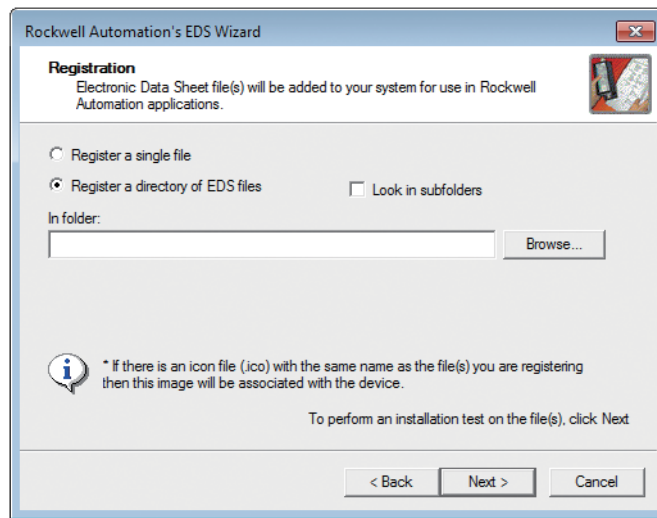 Rockwell Automation's EDS Wizard
Registration
Electronic Data Sheet file(s) will be added to your system for use in Rockwell
Automation applications.
Register a single file
Register a directory of EDS files
Look in subfolders
In folder:
Browse...
* If there is an icon file (.ico) with the same name as the file(s) you are registering
then this image will be associated with the device.
To perform an installation test on the file(s), click Next
< Back
Next >
Cancel